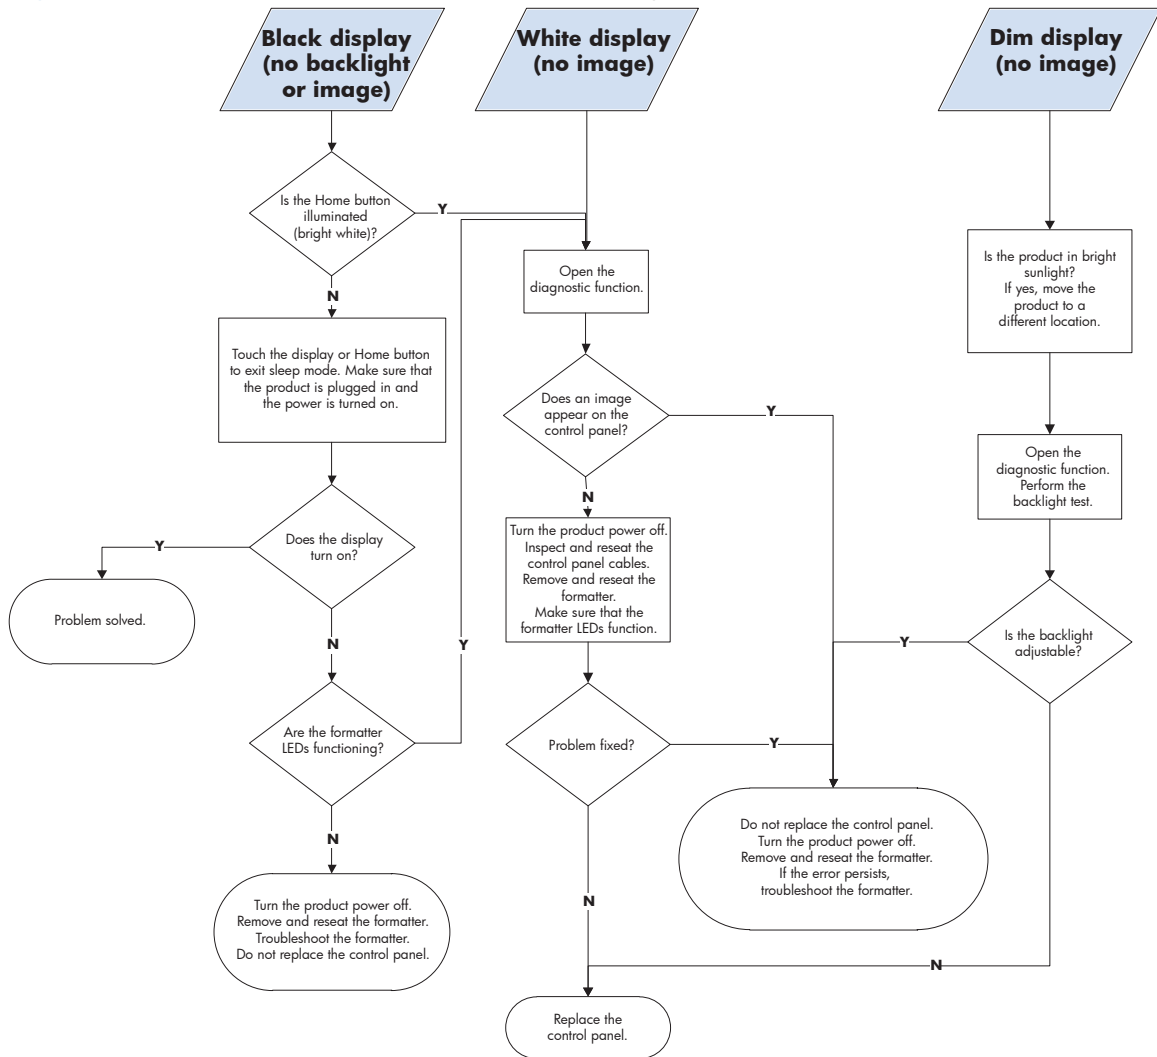 Black display
(no backlight
or image)
White display
(no image)
Dim display
(no image)
Is the Home button
illuminated
(bright white)?
Y
N
Touch the display or Home button
to exit sleep mode. Make sure that
the product is plugged in and
the power is turned on.
Does the display
turn on?
Y
Problem solved.
N
Are the formatter
LEDs functioning?
Y
N
Turn the product power off.
Remove and reseat the formatter.
Troubleshoot the formatter.
Do not replace the control panel.
Open the
diagnostic function.
Does an image
appear on the
control panel?
Y
N
Turn the product power off.
Inspect and reseat the
control panel cables.
Remove and reseat the
formatter.
Make sure that the
formatter LEDs function.
Problem fixed?
Y
N
Replace the
control panel.
Is the product in bright
sunlight?
If yes, move the
product to a
different location.
Open the
diagnostic function.
Perform the
backlight test.
Is the backlight
adjustable?
Y
N
Do not replace the control panel.
Turn the product power off.
Remove and reseat the formatter.
If the error persists,
troubleshoot the formatter.